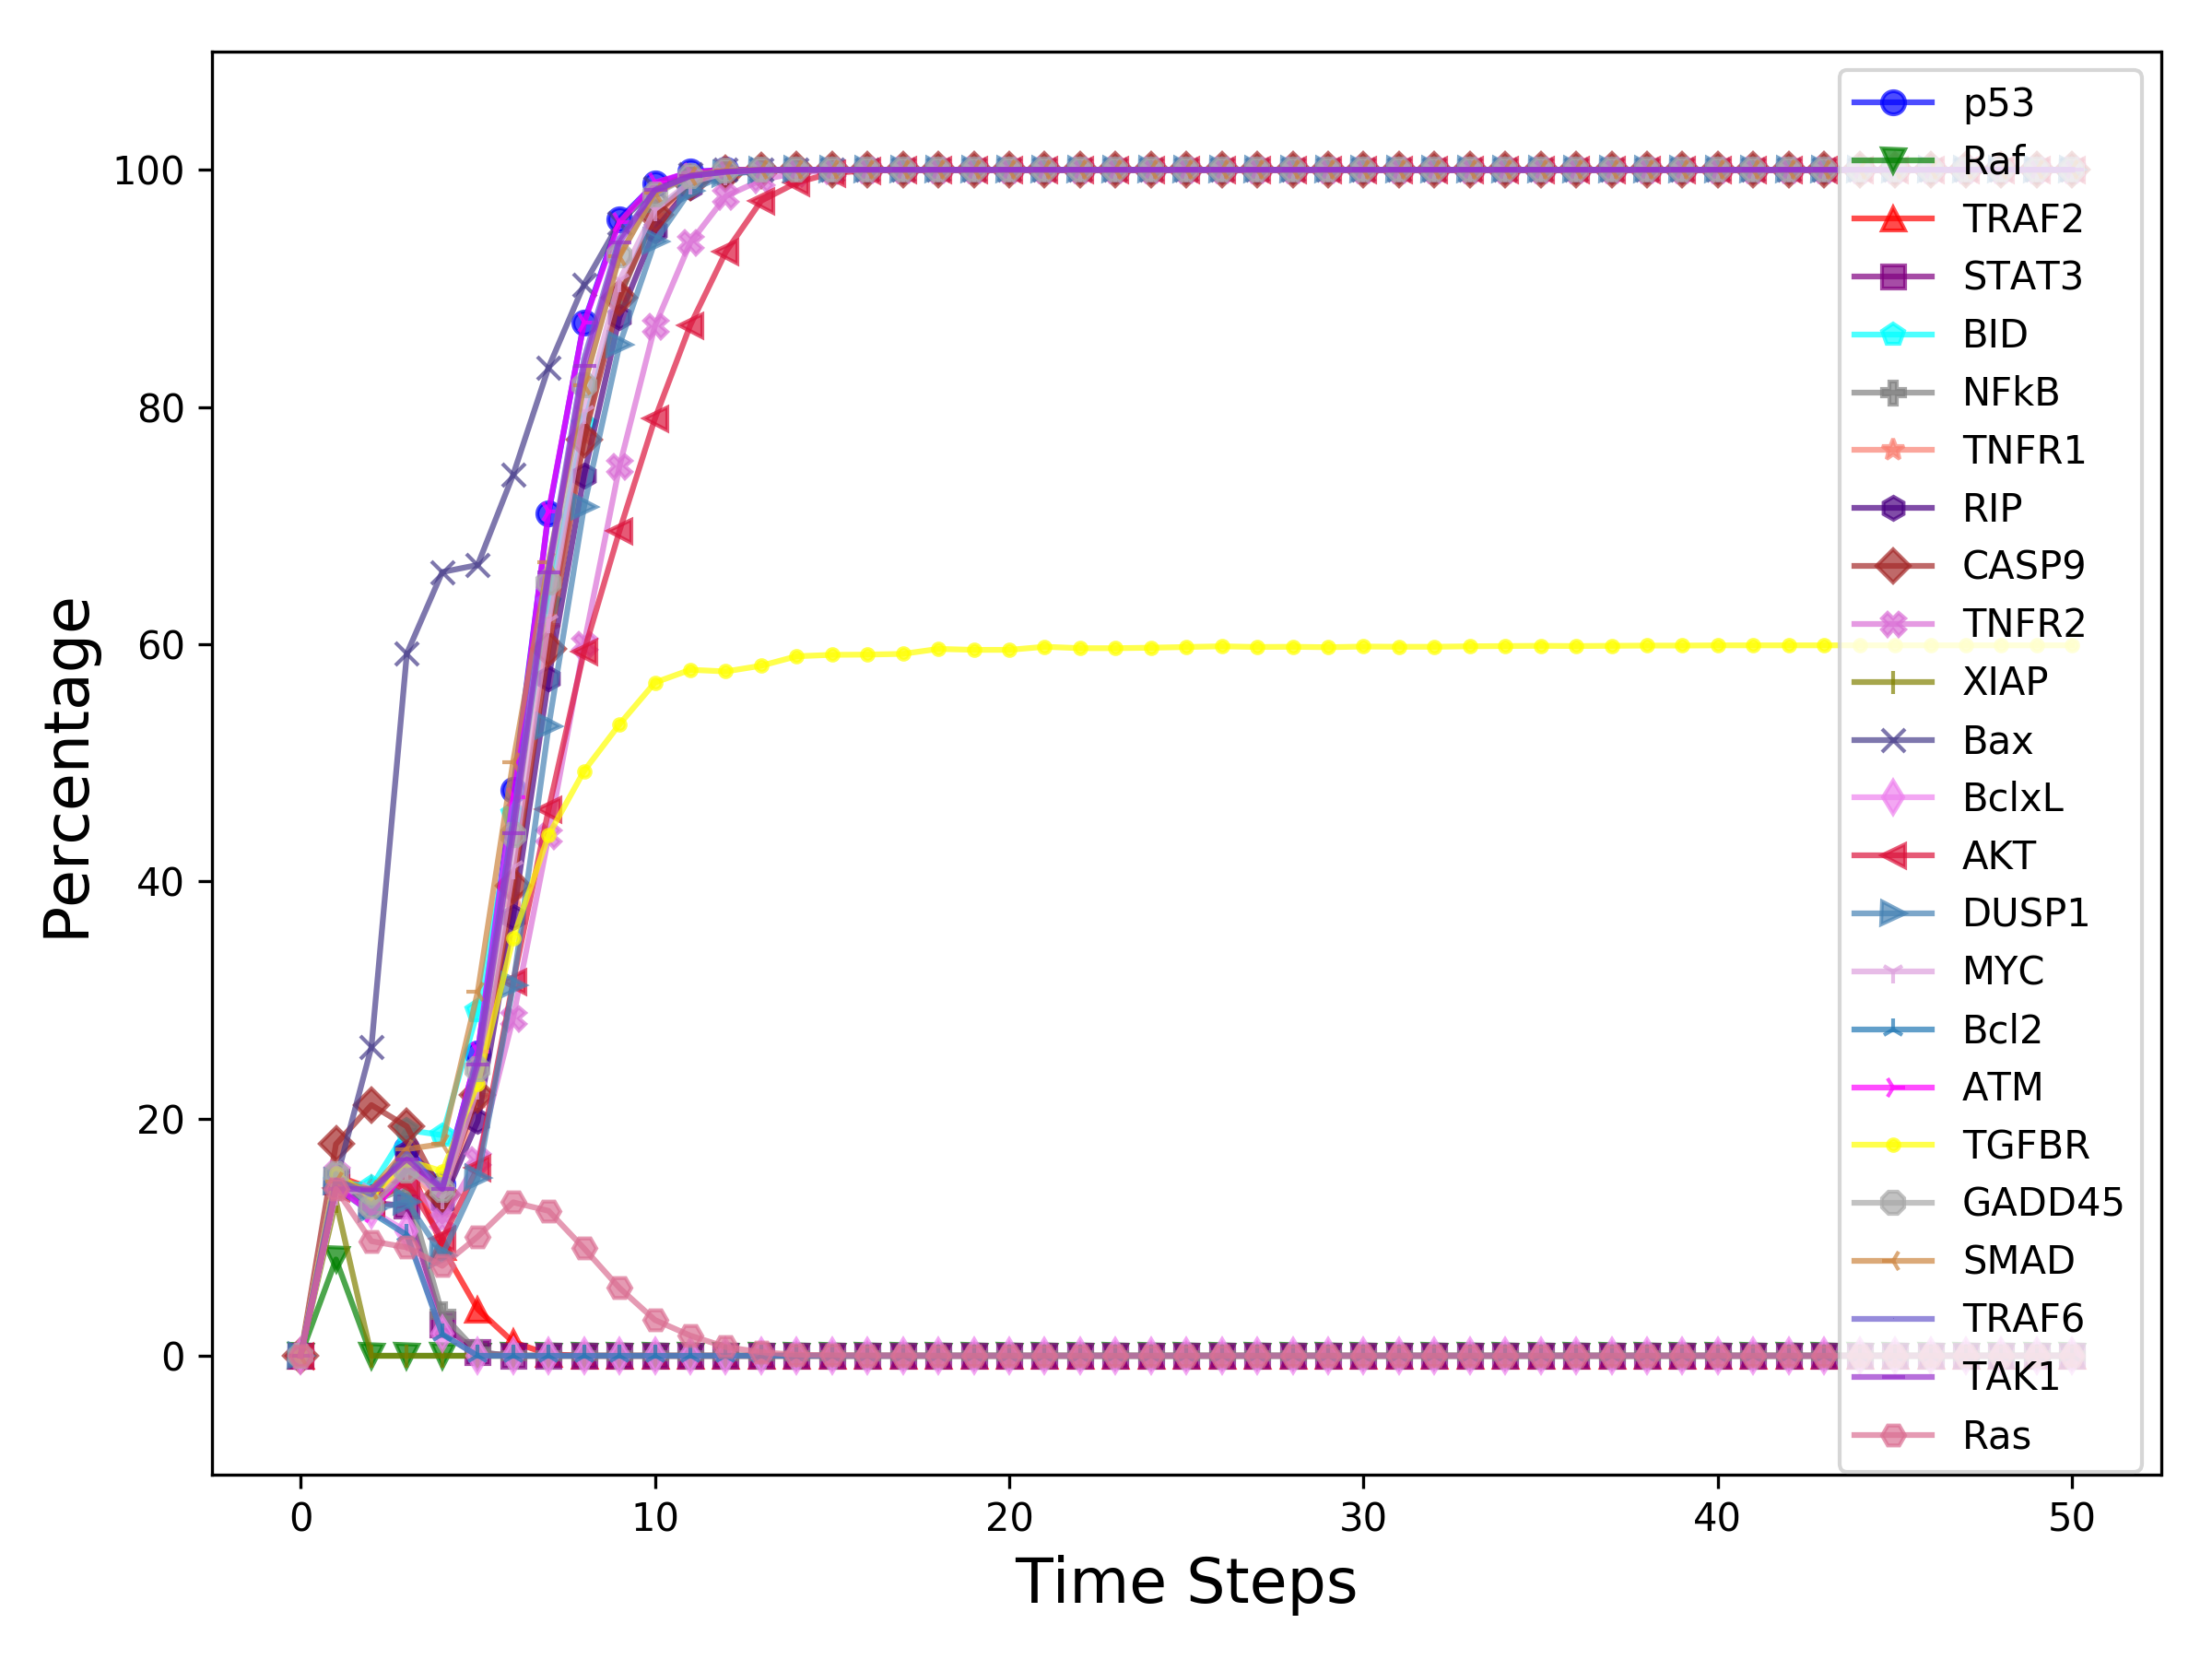 Percentage
100
80
60
40
20
0
0 10 20 30 40 50
Time Steps
p53
Raf
TRAF2
STAT3
BID
NFkB
TNFR1
RIP
CASP9
TNFR2
XIAP
Bax
BclxL
AKT
DUSP1
MYC
Bcl2
ATM
TGFBR
GADD45
SMAD
TRAF6
TAK1
Ras